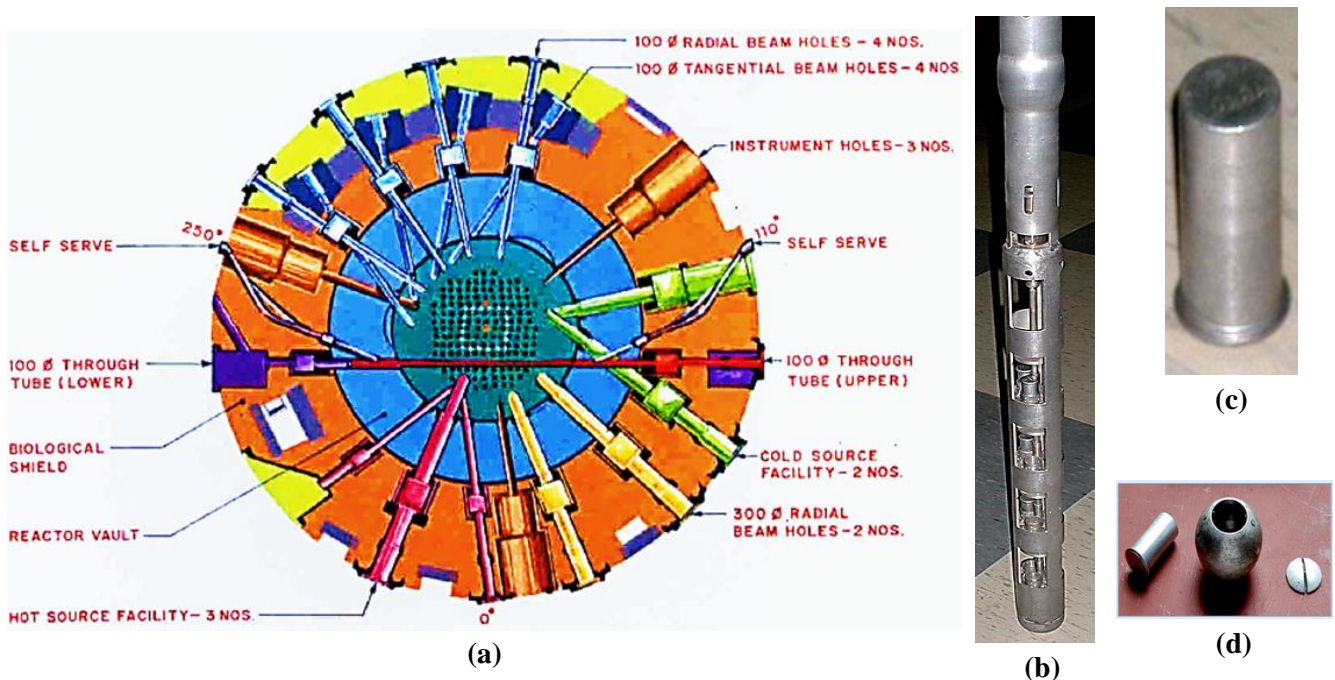 100 Ø RADIAL BEAM HOLES - 4 NOS.
100 Ø TANGENTIAL BEAM HOLES - 4 NOS.
INSTRUMENT HOLES - 3 NOS.
250°
110°
SELF SERVE
SELF SERVE
100 Ø THROUGH
TUBE (LOWER)
100 Ø THROUGH
TUBE (UPPER)
BIOLOGICAL
SHIELD
COLD SOURCE
FACILITY - 2 NOS.
300 Ø RADIAL
BEAM HOLES - 2 NOS.
REACTOR VAULT
HOT SOURCE FACILITY - 3 NOS.
0°
(a)
(b)
(c)
(d)